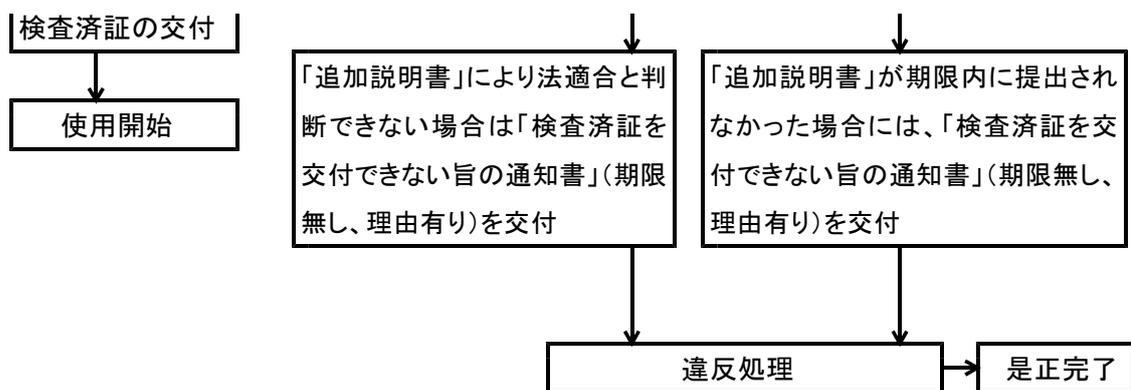 検査済証の交付
使用開始
「追加説明書」により法適合と判
断できない場合は「検査済証を
交付できない旨の通知書」（期限
無し、理由有り）を交付
「追加説明書」が期限内に提出され
なかった場合には、「検査済証を交
付できない旨の通知書」（期限無し、
理由有り）を交付
違反処理
是正完了